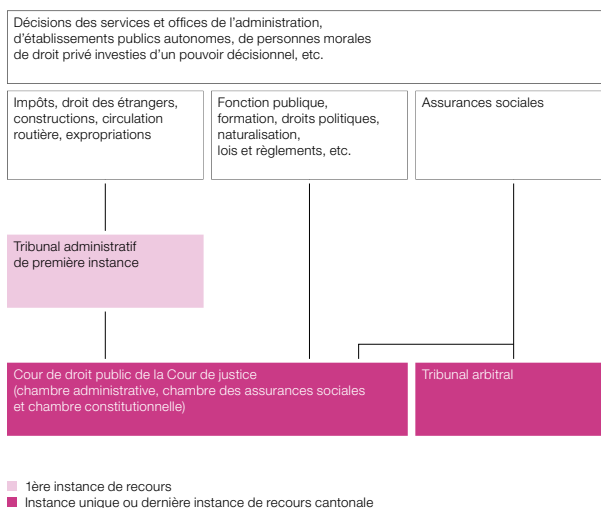 Décisions des services et offices de l'administration,
d'établissements publics autonomes, de personnes morales
de droit privé investies d'un pouvoir décisionnel, etc.
Impôts, droit des étrangers,
constructions, circulation
routière, expropriations
Fonction publique,
formation, droits politiques,
naturalisation,
lois et règlements, etc.
Assurances sociales
Tribunal administratif
de première instance
Cour de droit public de la Cour de justice
(chambre administrative, chambre des assurances sociales
et chambre constitutionnelle)
Tribunal arbitral
1ère instance de recours
Instance unique ou dernière instance de recours cantonale